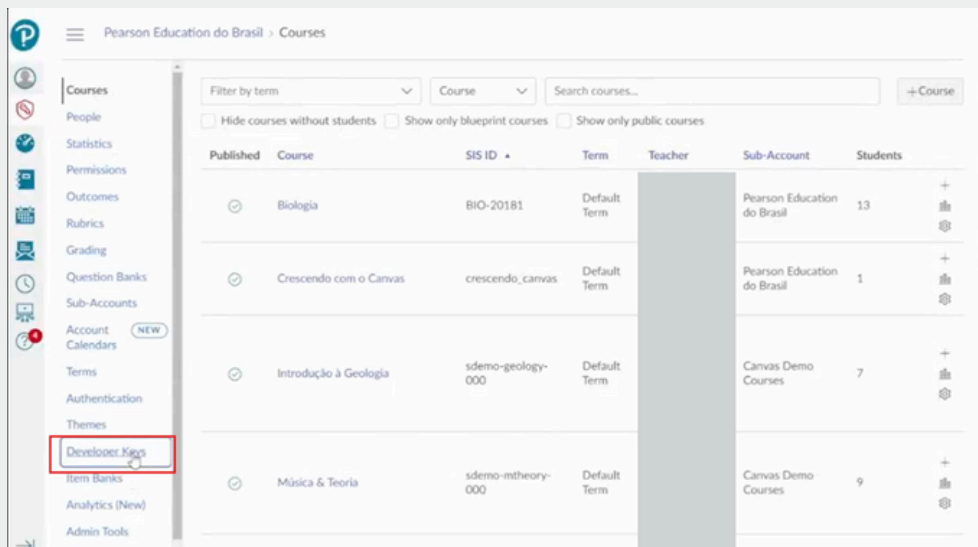 Pearson Education do Brasil > Courses
Courses
People
Statistics
Permissions
Outcomes
Rubrics
Grading
Question Banks
Sub-Accounts
Account
Calendars
NEW
Terms
Authentication
Themes
Developer Keys
Item Banks
Analytics (New)
Admin Tools
4
Filter by term
Course
Search courses...
+Course
Hide courses without students
Show only blueprint courses
Show only public courses
Published Course SIS ID Term Teacher Sub-Account Students
Biologia BIO-20181 Default
Term Pearson Education
do Brasil 13
Crescendo com o Canvas crescendo_canvas Default
Term Pearson Education
do Brasil 1
Introdução à Geologia sdemo-geology-
000 Default
Term Canvas Demo
Courses 7
Música & Teoria sdemo-mtheory-
000 Default
Term Canvas Demo
Courses 9